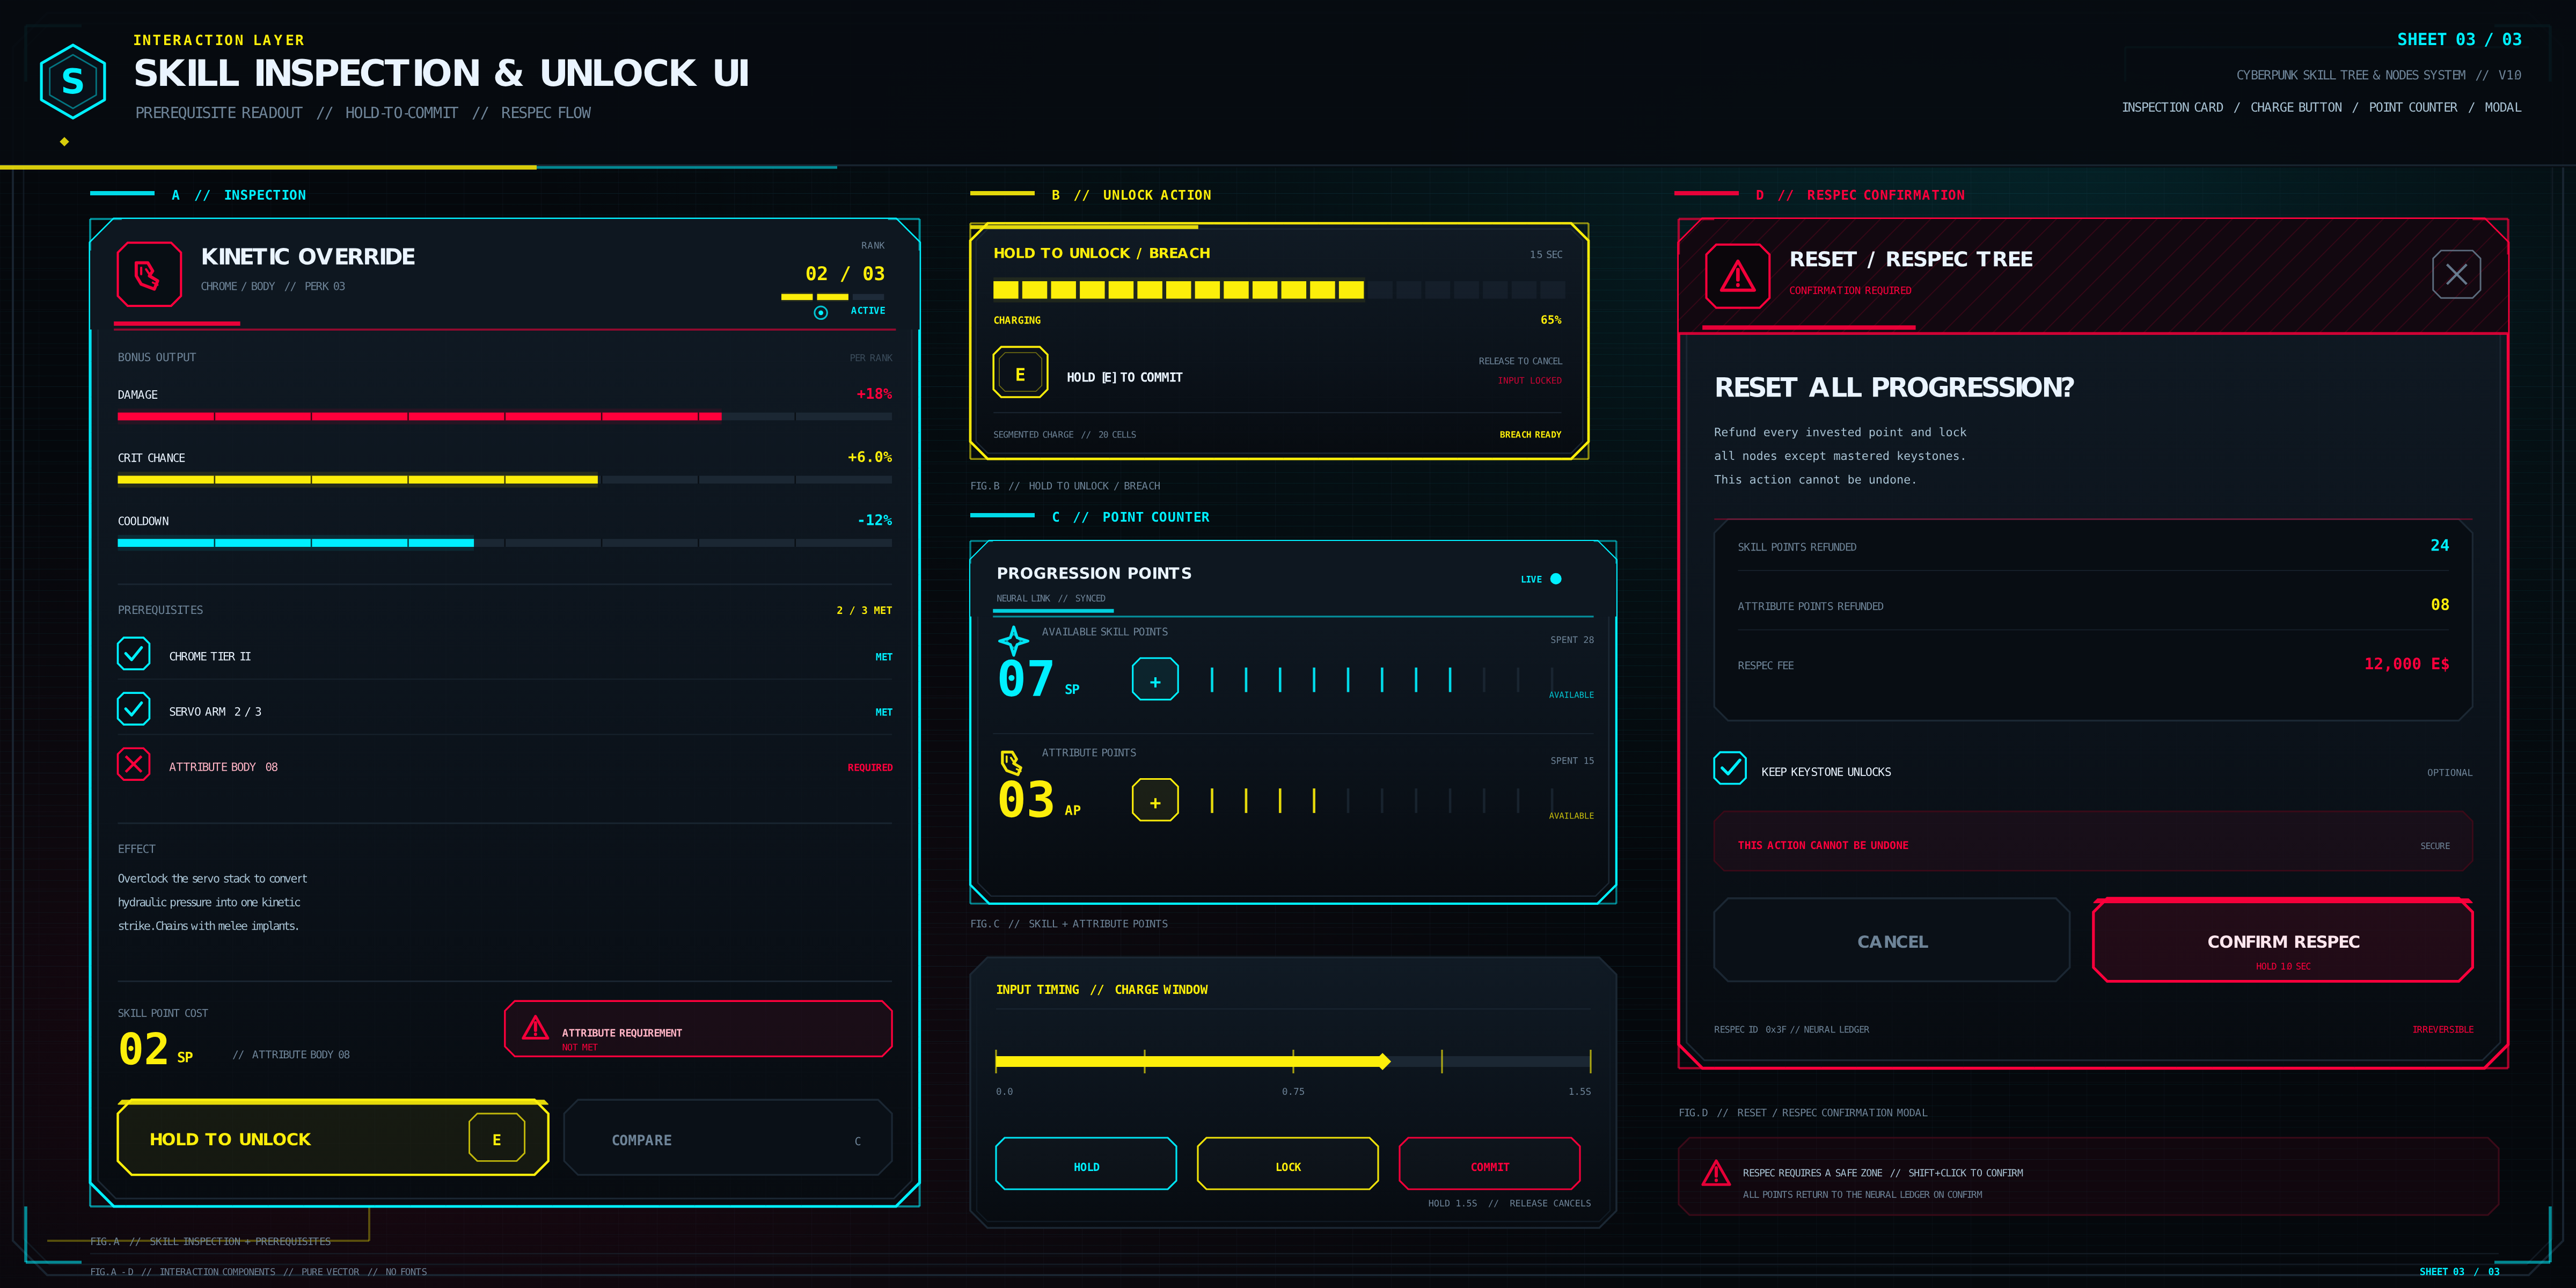 S
INTERACTION LAYER
SKILL INSPECTION & UNLOCK UI
PREREQUISITE READOUT // HOLD-TO-COMMIT // RESPEC FLOW
SHEET 03 / 03
CYBERPUNK SKILL TREE & NODES SYSTEM // V10
INSPECTION CARD / CHARGE BUTTON / POINT COUNTER / MODAL
A // INSPECTION
KINETIC OVERRIDE
CHROME / BODY // PERK 03
RANK
02 / 03
ACTIVE
BONUS OUTPUT
PER RANK
DAMAGE
+18%
CRIT CHANCE
+6.0%
COOLDOWN
-12%
PREREQUISITES
2 / 3 MET
CHROME TIER II
MET
SERVO ARM 2 / 3
MET
ATTRIBUTE BODY 08
REQUIRED
EFFECT
Overclock the servo stack to convert
hydraulic pressure into one kinetic
strike.Chains with melee implants.
SKILL POINT COST
02 SP
// ATTRIBUTE BODY 08
ATTRIBUTE REQUIREMENT
NOT MET
HOLD TO UNLOCK
E
COMPARE
C
FIG.A // SKILL INSPECTION + PREREQUISITES
B // UNLOCK ACTION
HOLD TO UNLOCK / BREACH
15 SEC
CHARGING
65%
E
HOLD [E] TO COMMIT
RELEASE TO CANCEL
INPUT LOCKED
SEGMENTED CHARGE // 20 CELLS
BREACH READY
FIG.B // HOLD TO UNLOCK / BREACH
C // POINT COUNTER
PROGRESSION POINTS
NEURAL LINK // SYNCED
LIVE
AVAILABLE SKILL POINTS
SPENT 28
07 SP
+
AVAILABLE
ATTRIBUTE POINTS
SPENT 15
03 AP
+
AVAILABLE
FIG.C // SKILL + ATTRIBUTE POINTS
INPUT TIMING // CHARGE WINDOW
0.0
0.75
1.5S
HOLD
LOCK
COMMIT
HOLD 1.5S // RELEASE CANCELS
D // RESPEC CONFIRMATION
RESET / RESPEC TREE
CONFIRMATION REQUIRED
RESET ALL PROGRESSION?
Refund every invested point and lock
all nodes except mastered keystones.
This action cannot be undone.
SKILL POINTS REFUNDED
24
ATTRIBUTE POINTS REFUNDED
08
RESPEC FEE
12,000 E$
KEEP KEYSTONE UNLOCKS
OPTIONAL
THIS ACTION CANNOT BE UNDONE
SECURE
CANCEL
CONFIRM RESPEC
HOLD 10 SEC
RESPEC ID 0x3F // NEURAL LEDGER
IRREVERSIBLE
FIG.D // RESET / RESPEC CONFIRMATION MODAL
RESPEC REQUIRES A SAFE ZONE // SHIFT+CLICK TO CONFIRM
ALL POINTS RETURN TO THE NEURAL LEDGER ON CONFIRM
FIG.A - D // INTERACTION COMPONENTS // PURE VECTOR // NO FONTS
SHEET 03 / 03